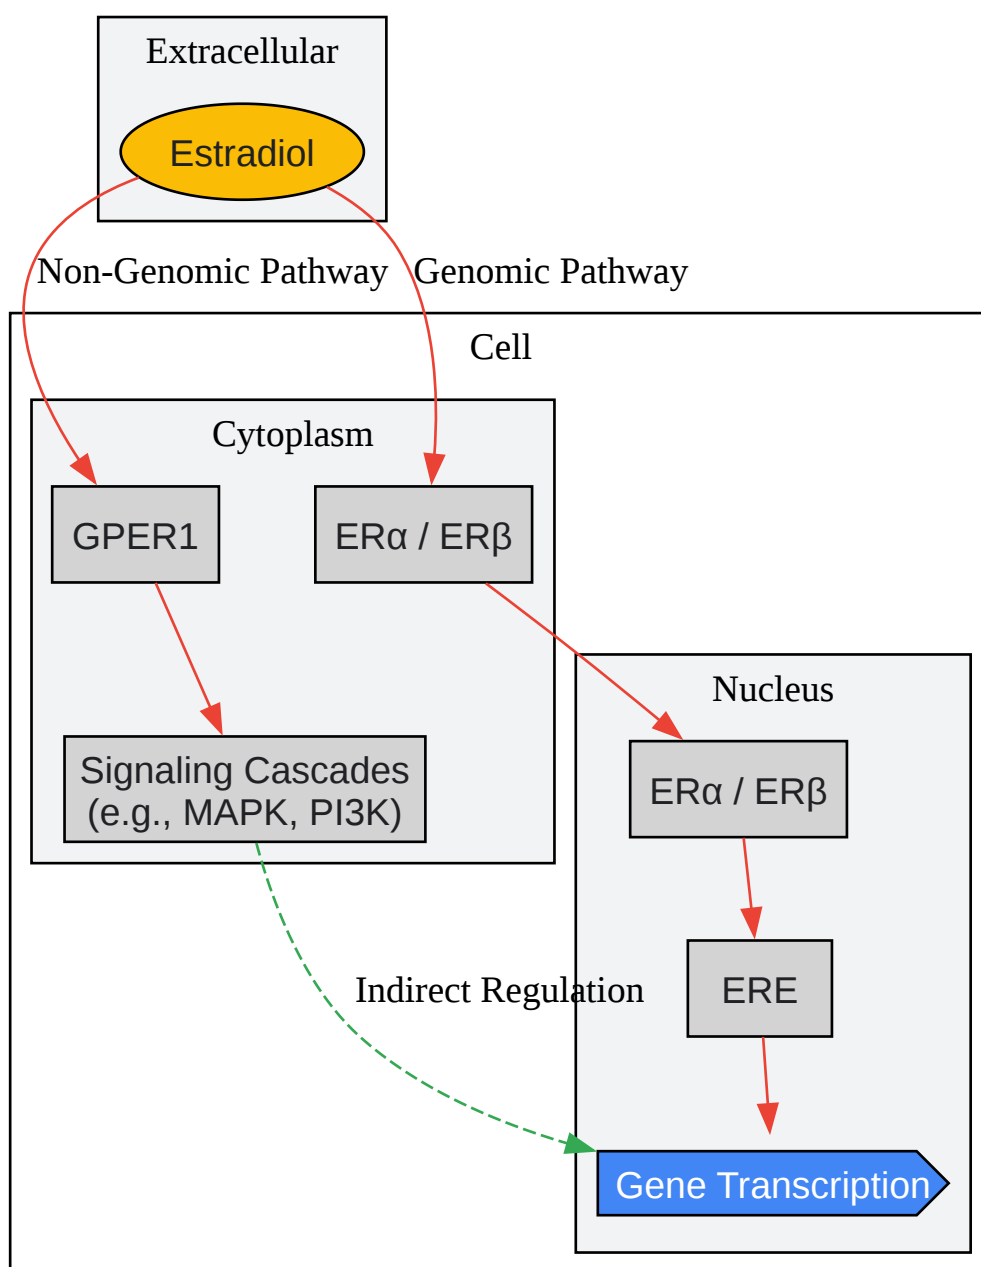 Extracellular
Estradiol
Non-Genomic Pathway
Genomic Pathway
Cell
Cytoplasm
GPER1
ERα / ERβ
Nucleus
Signaling Cascades
(e.g., MAPK, PI3K)
ERα / ERβ
ERE
Indirect Regulation
Gene Transcription